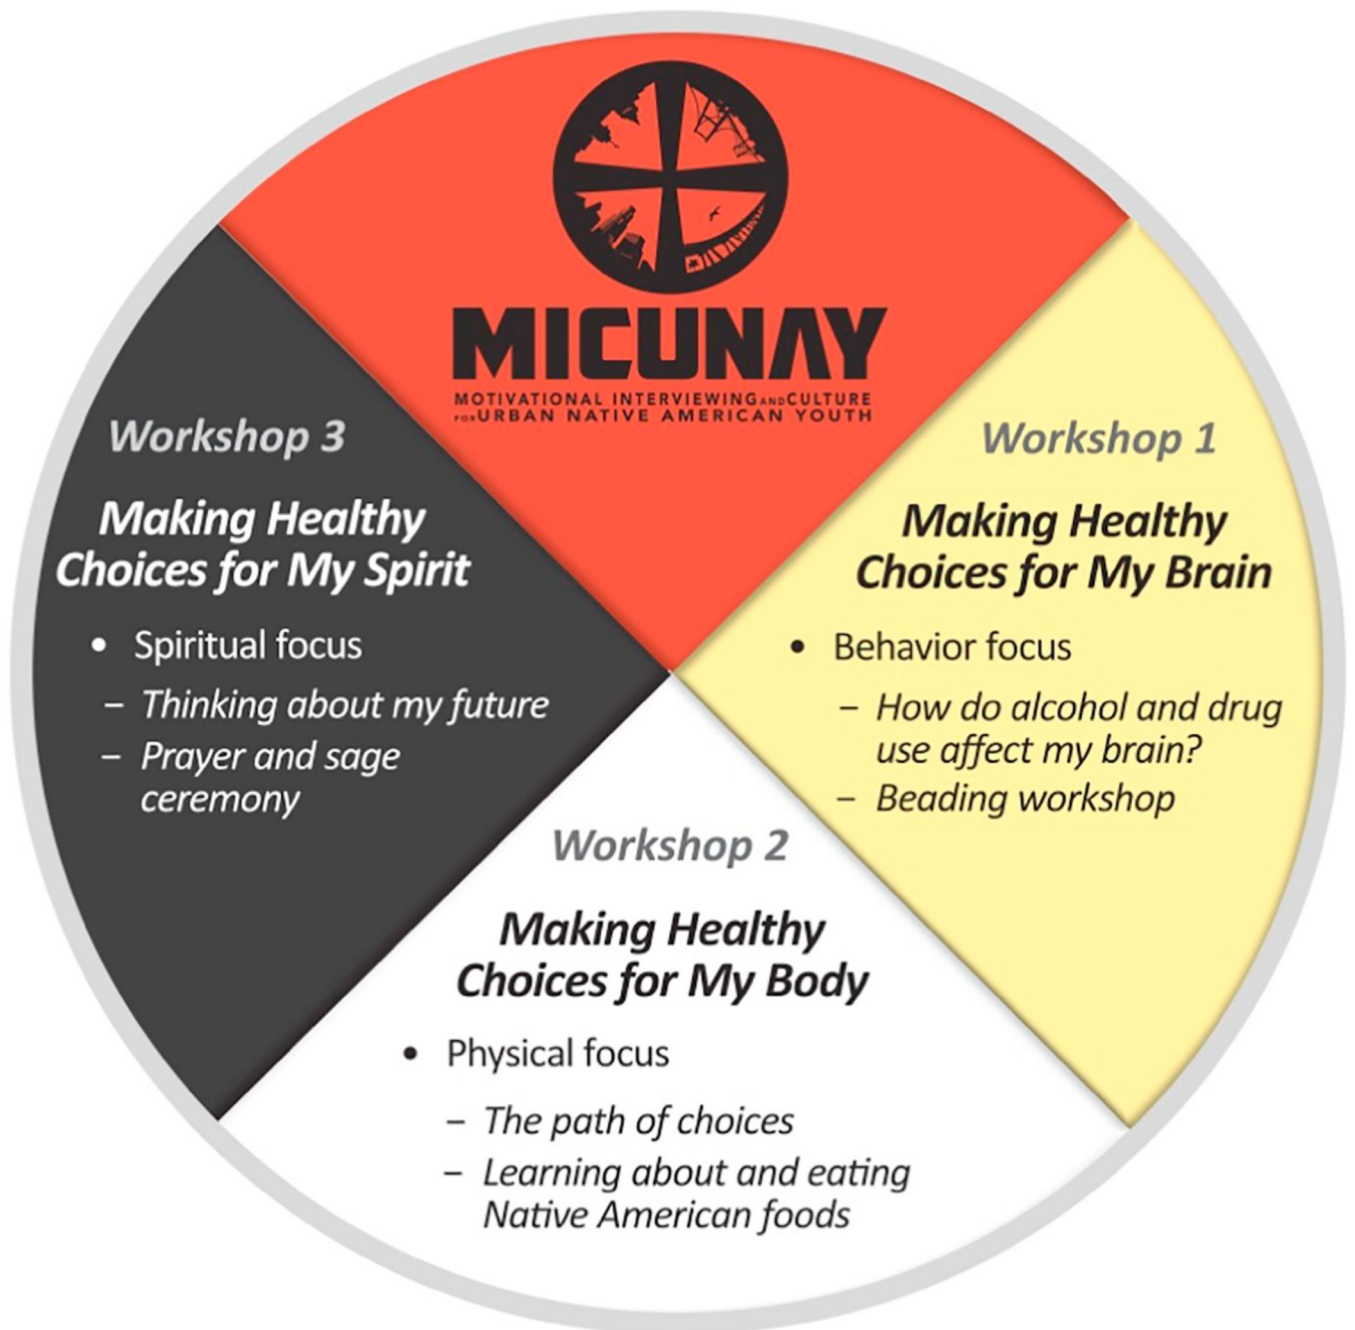 MICUNAY
MOTIVATIONAL INTERVIEWING AND CULTURE
FOR URBAN NATIVE AMERICAN YOUTH
Workshop 1
Making Healthy
Choices for My Brain
• Behavior focus
– How do alcohol and drug
use affect my brain?
– Beading workshop
Workshop 2
Making Healthy
Choices for My Body
• Physical focus
– The path of choices
– Learning about and eating
Native American foods
Workshop 3
Making Healthy
Choices for My Spirit
• Spiritual focus
– Thinking about my future
– Prayer and sage
ceremony